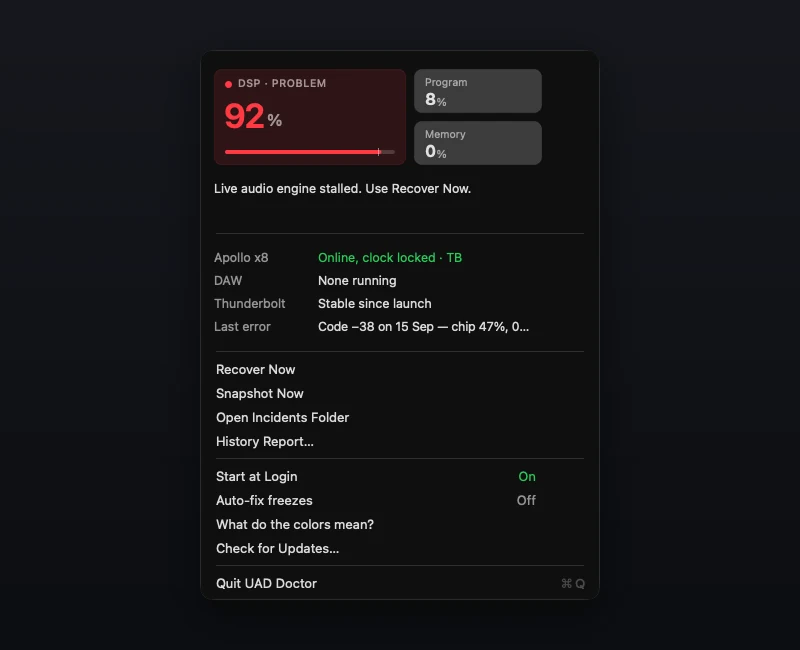 DSP · PROBLEM
92%
Program
8%
Memory
0%
Live audio engine stalled. Use Recover Now.
Apollo x8 Online, clock locked · TB
DAW None running
Thunderbolt Stable since launch
Last error Code –38 on 15 Sep — chip 47%, 0...
Recover Now
Snapshot Now
Open Incidents Folder
History Report...
Start at Login On
Auto-fix freezes Off
What do the colors mean?
Check for Updates...
Quit UAD Doctor ⌘ Q